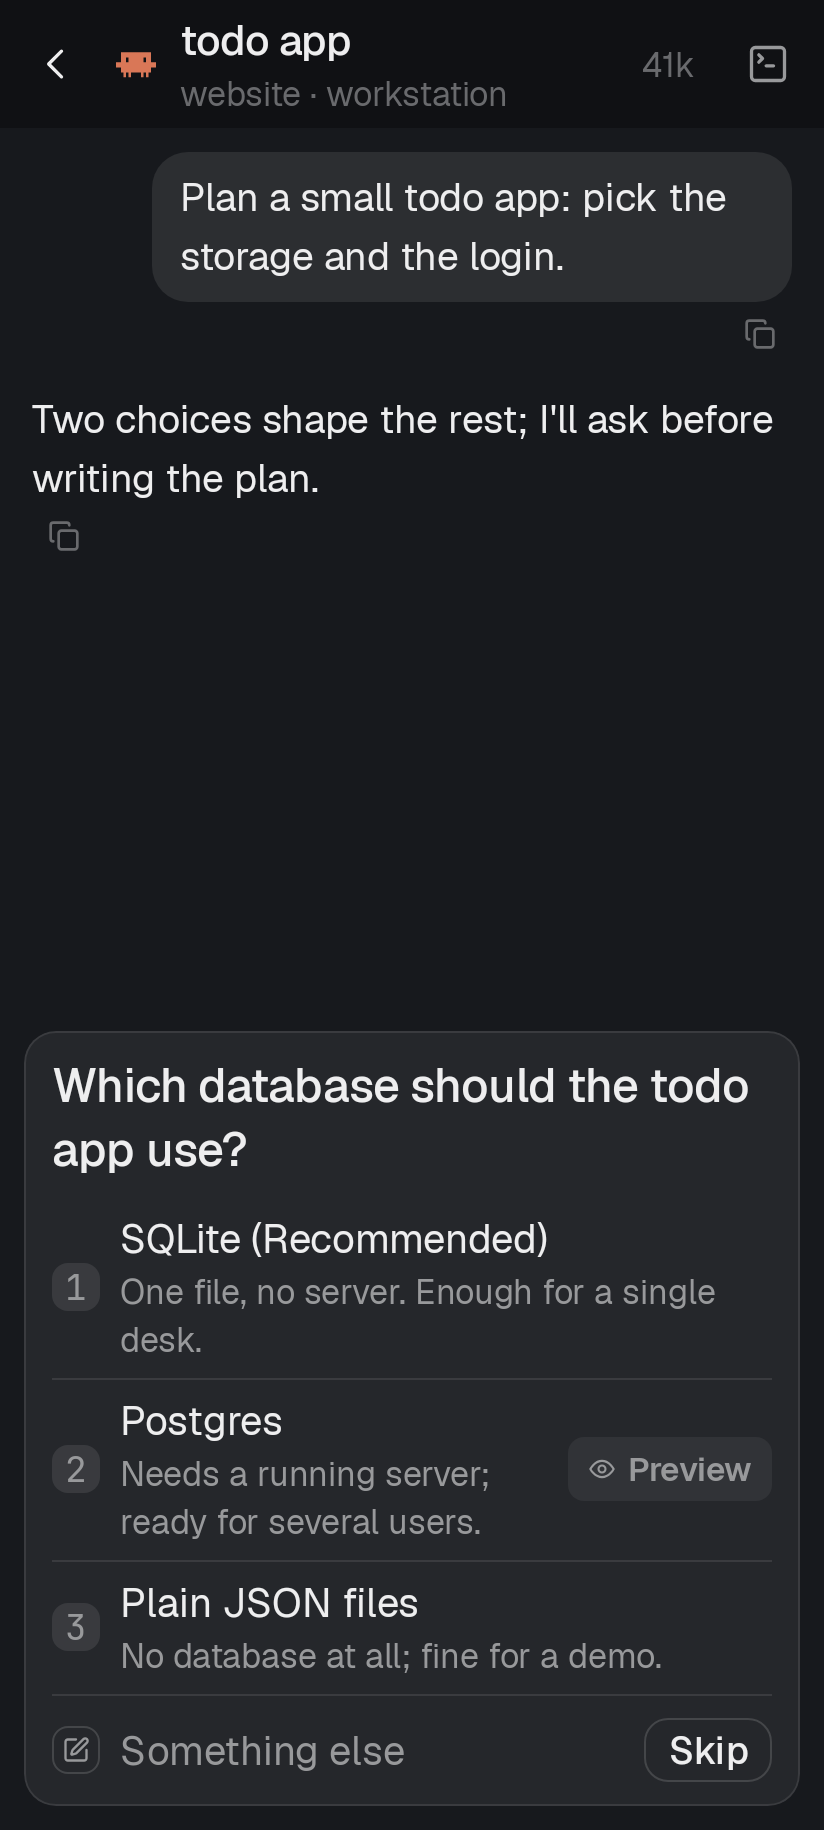 todo app
website · workstation
41k
Plan a small todo app: pick the
storage and the login.
Two choices shape the rest; I'll ask before
writing the plan.
Which database should the todo
app use?
1
SQLite (Recommended)
One file, no server. Enough for a single
desk.
2
Postgres
Needs a running server;
ready for several users.
Preview
3
Plain JSON files
No database at all; fine for a demo.
Something else
Skip